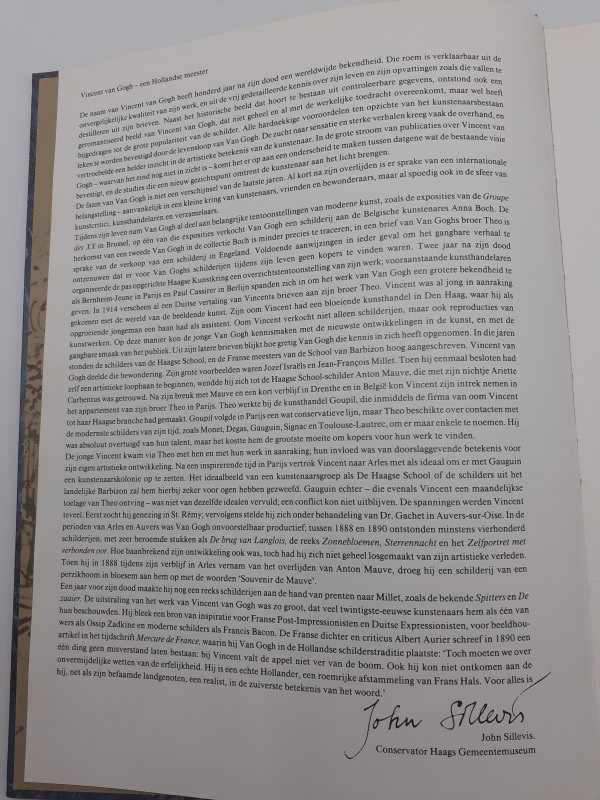 Vincent van Gogh – een Hollandse meester
De naam van Vincent van Gogh heeft honderd jaar na zijn dood een wereldwijde bekendheid. Die roem is verklaarbaar uit de
onvergelijkelijke kwaliteit van zijn werk, en uit de vrij gedetailleerde kennis over zijn leven en zijn opvattingen zoals die vallen te
destilleren uit zijn brieven. Naast het historische beeld dat hoort te bestaan uit controleerbare gegevens, ontstond ook een
geromantiseerd beeld van Vincent van Gogh, dat niet geheel en al met de werkelijke toedracht overeenkomt, maar wel heeft
bijgedragen tot de grote populariteit van de schilder. Alle hardnekkige vooroordelen ten opzichte van het kunstenaarsbestaan
leken te worden bevestigd door de levensloop van Van Gogh. De zucht naar sensatie en sterke verhalen kreeg vaak de overhand, en
vertroebelde een helder inzicht in de artistieke betekenis van de kunstenaar. In de grote stroom van publicaties over Vincent van
Gogh – waarvan het eind nog niet in zicht is – komt het er op aan een onderscheid te maken tussen datgene wat de bestaande visie
bevestigt, en de studies die een nieuw gezichtspunt omtrent de kunstenaar aan het licht brengen.
De faam van Van Gogh is niet een verschijnsel van de laatste jaren. Al kort na zijn overlijden is er sprake van een internationale
belangstelling – aanvankelijk in een kleine kring van kunstenaars, vrienden en bewonderaars, maar al spoedig ook in de sfeer van
kunstcritici, kunsthandelaren en verzamelaars.
Tijdens zijn leven nam Van Gogh al deel aan belangrijke tentoonstellingen van moderne kunst, zoals de exposities van de Groupe
des XX in Brussel, op één van die exposities verkocht Van Gogh een schilderij aan de Belgische kunstenares Anna Boch. De
herkomst van een tweede Van Gogh in de collectie Boch is minder precies te traceren; in een brief van Van Goghs broer Theo is
sprake van de verkoop van een schilderij in Engeland. Voldoende aanwijzingen in ieder geval om het gangbare verhaal te
ontzenuwen dat er voor Van Goghs schilderijen tijdens zijn leven geen kopers te vinden waren. Twee jaar na zijn dood
organiseerde de pas opgerichte Haagse Kunstkring een overzichtstentoonstelling van zijn werk; vooraanstaande kunsthandelaren
als Bernheim-Jeune in Parijs en Paul Cassirer in Berlijn spanden zich in om het werk van Van Gogh een grotere bekendheid te
geven. In 1914 verscheen al een Duitse vertaling van Vincents brieven aan zijn broer Theo. Vincent was al jong in aanraking
gekomen met de wereld van de beeldende kunst. Zijn oom Vincent had een bloeiende kunsthandel in Den Haag, waar hij als
opgroeiende jongeman een baan had als assistent. Oom Vincent verkocht niet alleen schilderijen, maar ook reproducties van
kunstwerken. Op deze manier kon de jonge Van Gogh kennismaken met de nieuwste ontwikkelingen in de kunst, en met de
gangbare smaak van het publiek. Uit zijn latere brieven blijkt hoe gretig Van Gogh die kennis in zich heeft opgenomen. In die jaren
stonden de schilders van de Haagse School, en de Franse meesters van de School van Barbizon hoog aangeschreven. Vincent van
Gogh deelde die bewondering. Zijn grote voorbeelden waren Jozef Israëls en Jean-François Millet. Toen hij eenmaal besloten had
zelf een artistieke loopbaan te beginnen, wendde hij zich tot de Haagse School-schilder Anton Mauve, die met zijn nichtje Ariette
Carbentus was getrouwd. Na zijn breuk met Mauve en een kort verblijf in Drenthe en in België kon Vincent zijn intrek nemen in
het appartement van zijn broer Theo in Parijs. Theo werkte bij de kunsthandel Goupil, die inmiddels de firma van oom Vincent
tot haar Haagse branche had gemaakt. Goupil volgde in Parijs een wat conservatieve lijn, maar Theo beschikte over contacten met
de modernste schilders van zijn tijd, zoals Monet, Degas, Gauguin, Signac en Toulouse-Lautrec, om er maar enkele te noemen. Hij
was absoluut overtuigd van hun talent, maar het kostte hem de grootste moeite om kopers voor hun werk te vinden.
De jonge Vincent kwam via Theo met hen en met hun werk in aanraking; hun invloed was van doorslaggevende betekenis voor
zijn eigen artistieke ontwikkeling. Na een inspirerende tijd in Parijs vertrok Vincent naar Arles met als ideaal om er met Gauguin
een kunstenaarskolonie op te zetten. Het ideaalbeeld van een kunstenaarsgroep als De Haagse School of de schilders uit het
landelijke Barbizon zal hem hierbij zeker voor ogen hebben gezweefd. Gauguin echter – die evenals Vincent een maandelijkse
toelage van Theo ontving – was niet van dezelfde idealen vervuld; een conflict kon niet uitblijven. De spanningen werden Vincent
teveel. Eerst zocht hij genezing in St. Rémy; vervolgens stelde hij zich onder behandeling van Dr. Gachet in Auvers-sur-Oise. In de
perioden van Arles en Auvers was Van Gogh onvoorstelbaar productief; tussen 1888 en 1890 ontstonden minstens vierhonderd
schilderijen, met zeer beroemde stukken als De brug van Langlois, de reeks Zonnebloemen, Sterrennacht en het Zelfportret met
verbonden oor. Hoe baanbrekend zijn ontwikkeling ook was, toch had hij zich niet geheel losgemaakt van zijn artistieke verleden.
Toen hij in 1888 tijdens zijn verblijf in Arles vernam van het overlijden van Anton Mauve, droeg hij een schilderij van een
perzikboom in bloesem aan hem op met de woorden ‘Souvenir de Mauve’.
Een jaar voor zijn dood maakte hij nog een reeks schilderijen aan de hand van prenten naar Millet, zoals de bekende Spitters en De
zaaier. De uitstraling van het werk van Vincent was zo groot, dat veel twintigste-eeuwse kunstenaars hem als één van
hun beschouwden. Hij bleek een bron van inspiratie voor Franse Post-Impressionisten en Duitse Expressionisten, voor beeldhou-
wers als Ossip Zadkine en moderne schilders als Francis Bacon. De Franse dichter en criticus Albert Aurier schreef in 1890 een
artikel in het tijdschrift Mercure de France, waarin hij Van Gogh in de Hollandse schilderstraditie plaatste: ‘Toch moeten we over
één ding geen misverstand laten bestaan: bij Vincent valt de appel niet ver van de boom. Ook hij kon niet ontkomen aan de
onvermijdelijke wetten van de erfelijkheid. Hij is een echte Hollander, een roemrijke afstammeling van Frans Hals. Voor alles is
hij, net als zijn befaamde landgenoten, een realist, in de zuiverste betekenis van het woord.’
John Sillevis
John Sillevis.
Conservator Haags Gemeentemuseum